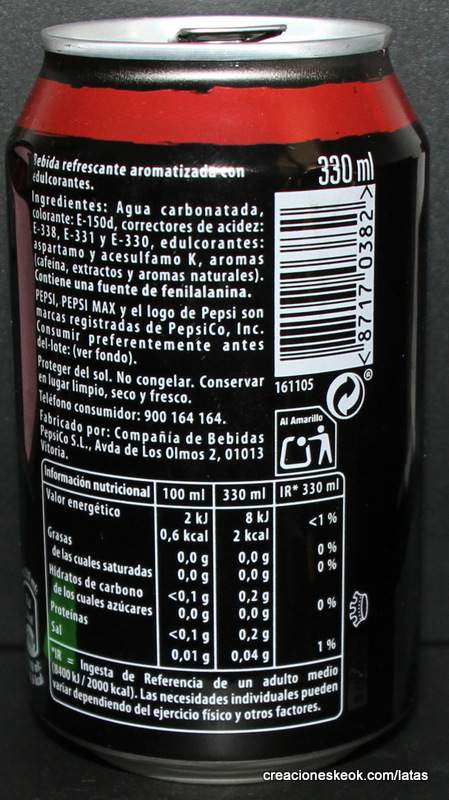 Bebida refrescante aromatizada con
edulcorantes.
330 ml
Ingredientes: Agua carbonatada,
colorante: E-150d, correctores de acidez:
E-338, E-331 y E-330, edulcorantes:
aspartamo y acesulfamo K, aromas
(cafeína, extractos y aromas naturales).
Contiene una fuente de fenilalanina.
PEPSI, PEPSI MAX y el logo de Pepsi son
marcas registradas de PepsiCo, Inc.
Consumir preferentemente antes
del-lote: (ver fondo).
Proteger del sol. No congelar. Conservar
en lugar limpio, seco y fresco.
Teléfono consumidor: 900 164 164.
Fabricado por: Compañía de Bebidas
PepsiCo S.L., Avda de Los Olmos 2, 01013
Vitoria.
<8717 0382>
161105
®
Al Amarillo
Información nutricional 100 ml 330 ml IR* 330 ml
Valor energético 2 kJ 8 kJ <1 %
0,6 kcal 2 kcal
Grasas 0,0 g 0,0 g 0 %
de las cuales saturadas 0,0 g 0,0 g 0 %
Hidratos de carbono <0,1 g 0,2 g
de los cuales azúcares 0,0 g 0,0 g 0 %
Proteínas <0,1 g 0,2 g
Sal 0,01 g 0,04 g 1 %
*IR = Ingesta de Referencia de un adulto medio
(8400 kJ / 2000 kcal). Las necesidades individuales pueden
variar dependiendo del ejercicio físico y otros factores.
creacioneskeok.com/latas